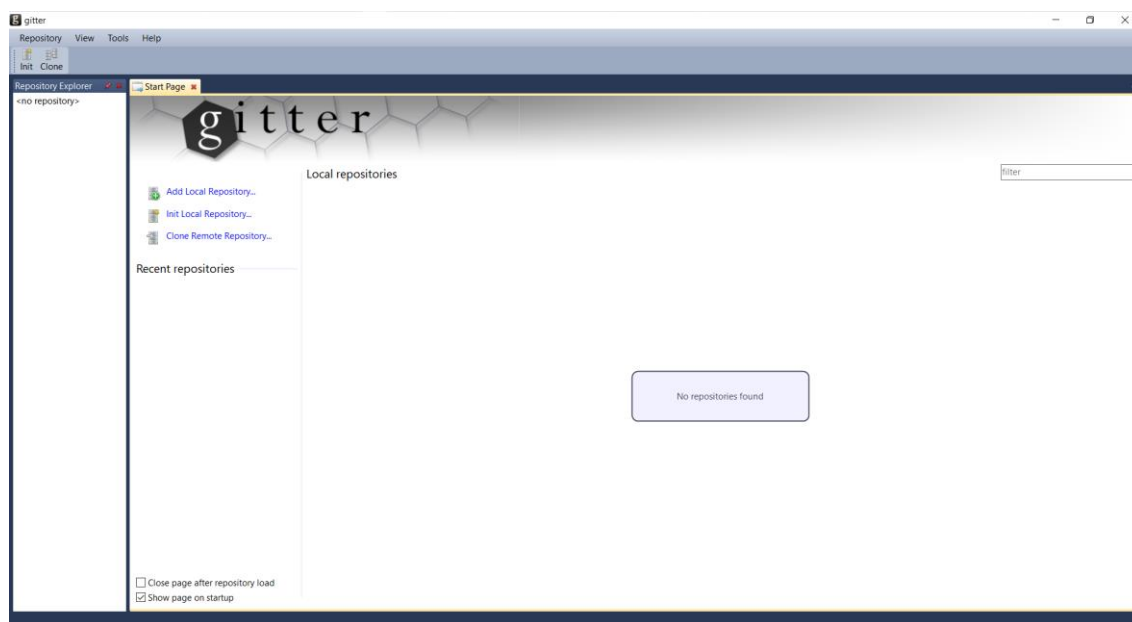 g gitter
Repository View Tools Help
Init Clone
Repository Explorer
Start Page
<no repository>
gitter
Local repositories
filter
Add Local Repository...
Init Local Repository...
Clone Remote Repository...
Recent repositories
No repositories found
Close page after repository load
Show page on startup